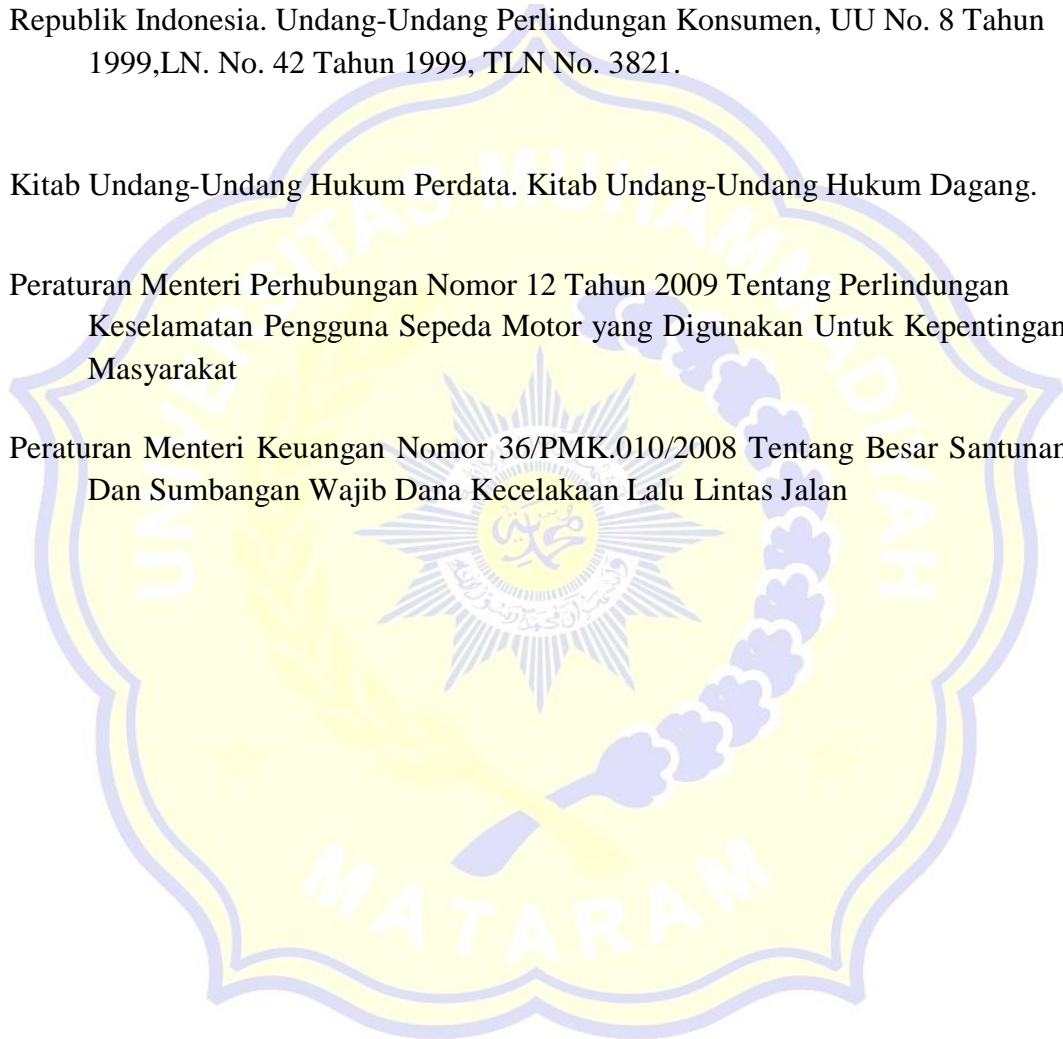 Republik Indonesia. Undang-Undang Perlindungan Konsumen, UU No. 8 Tahun
1999,LN. No. 42 Tahun 1999, TLN No. 3821.
Kitab Undang-Undang Hukum Perdata. Kitab Undang-Undang Hukum Dagang.
Peraturan Menteri Perhubungan Nomor 12 Tahun 2009 Tentang Perlindungan
Keselamatan Pengguna Sepeda Motor yang Digunakan Untuk Kepentingan
Masyarakat
Peraturan Menteri Keuangan Nomor 36/PMK.010/2008 Tentang Besar Santunan
Dan Sumbangan Wajib Dana Kecelakaan Lalu Lintas Jalan
UNIVERSITAS MUHAMMADIYAH
MATARAM